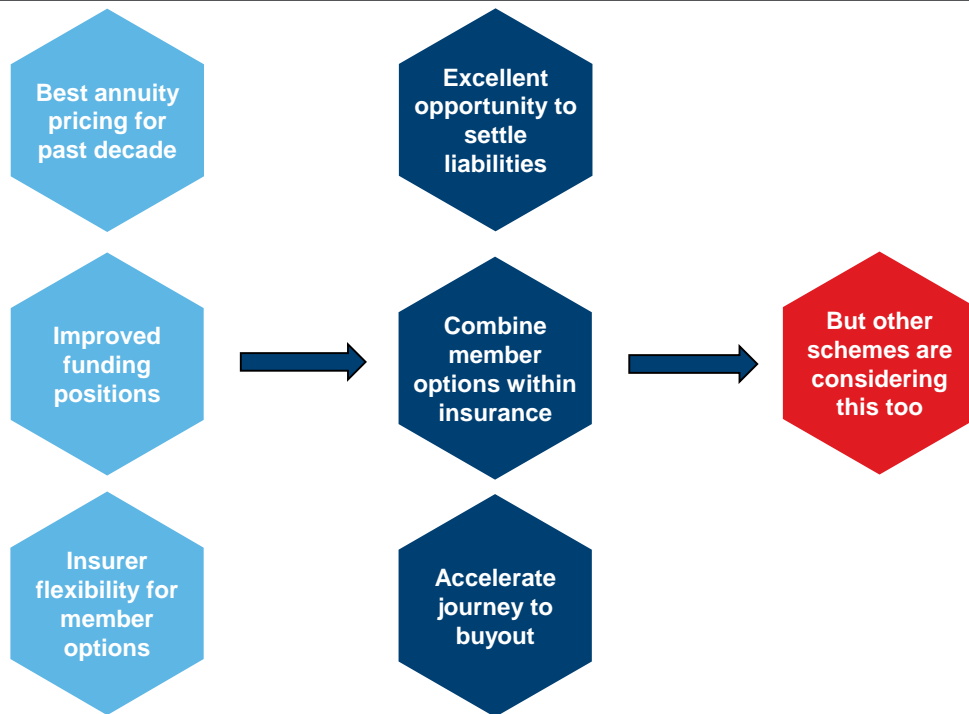 Best annuity
pricing for
past decade
Excellent
opportunity to
settle
liabilities
Improved
funding
positions
Combine
member
options within
insurance
But other
schemes are
considering
this too
Insurer
flexibility for
member
options
Accelerate
journey to
buyout